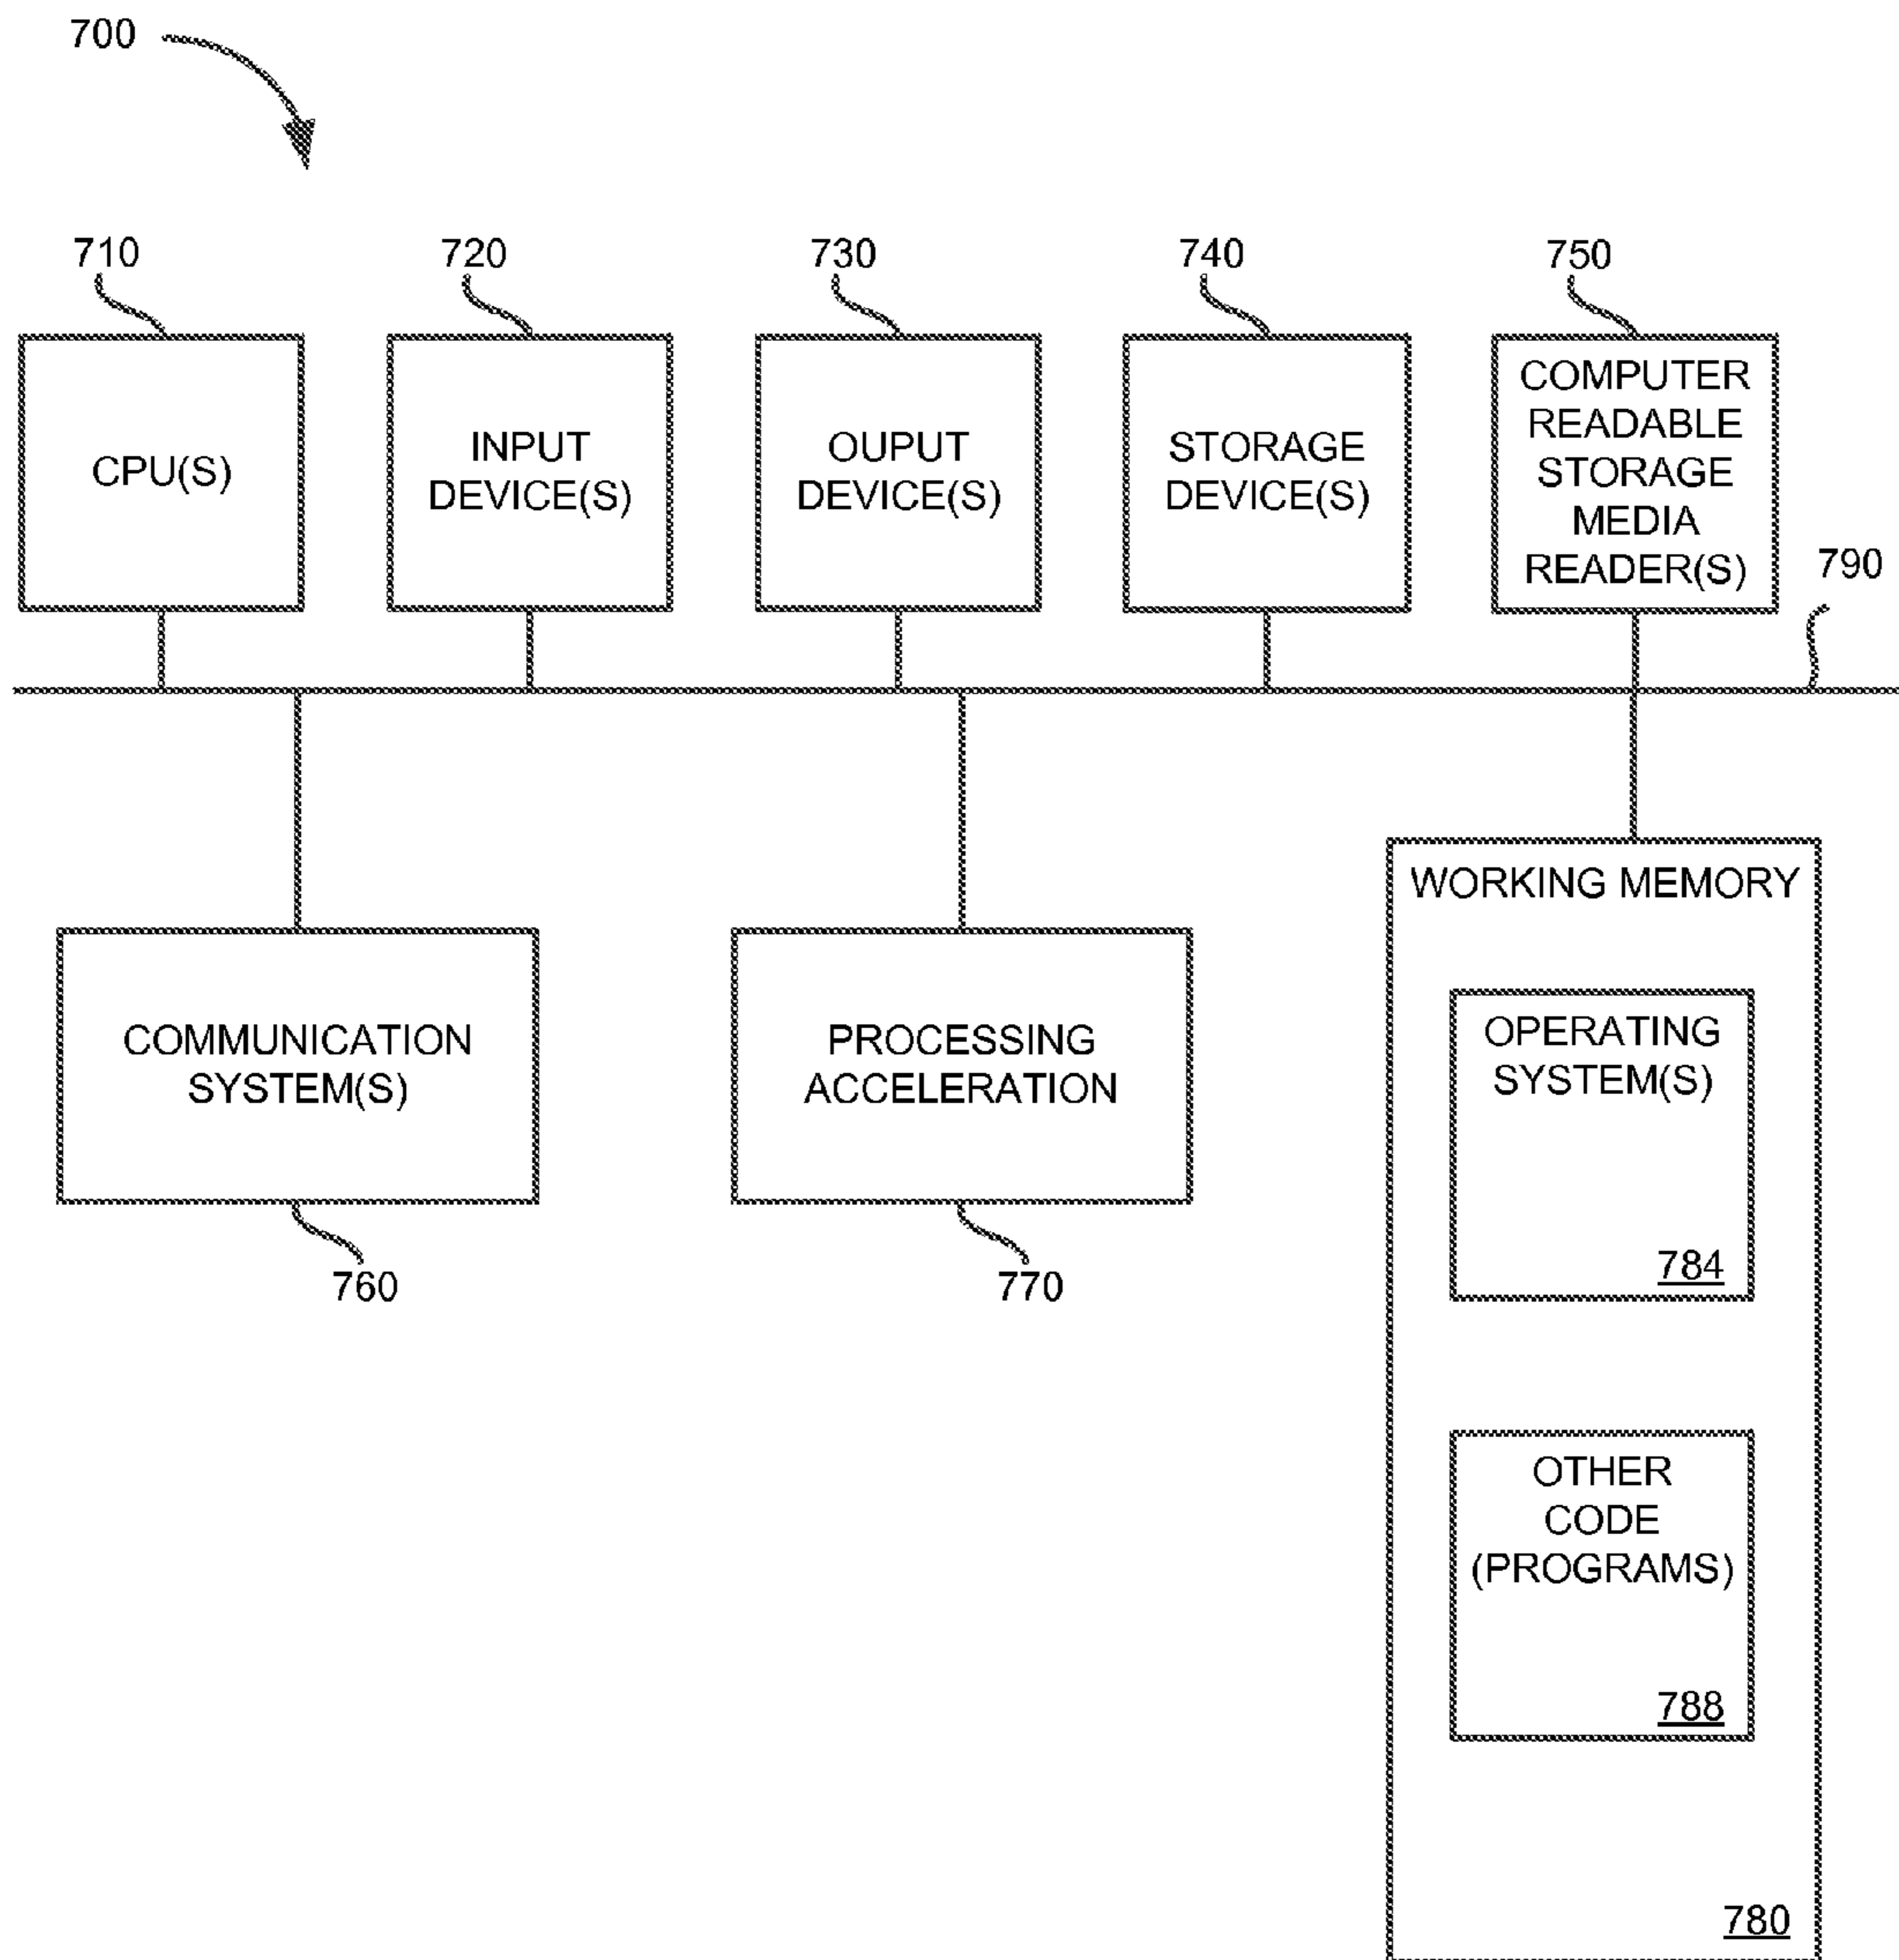 700
710
720
730
740
750
CPU(S)
INPUT
DEVICE(S)
OUPUT
DEVICE(S)
STORAGE
DEVICE(S)
COMPUTER
READABLE
STORAGE
MEDIA
READER(S)
790
COMMUNICATION
SYSTEM(S)
760
PROCESSING
ACCELERATION
770
WORKING MEMORY
OPERATING
SYSTEM(S)
784
OTHER
CODE
(PROGRAMS)
788
780